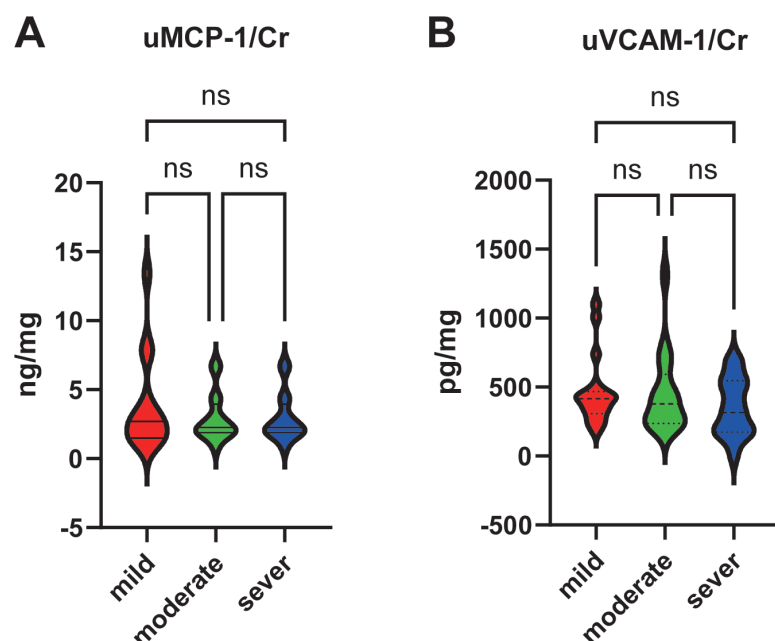 A
uMCP-1/Cr
ns
ns
ns
20
15
10
5
0
-5
ng/mg
mild
moderate
sever
B
uVCAM-1/Cr
ns
ns
ns
2000
1500
1000
500
0
-500
pg/mg
mild
moderate
sever